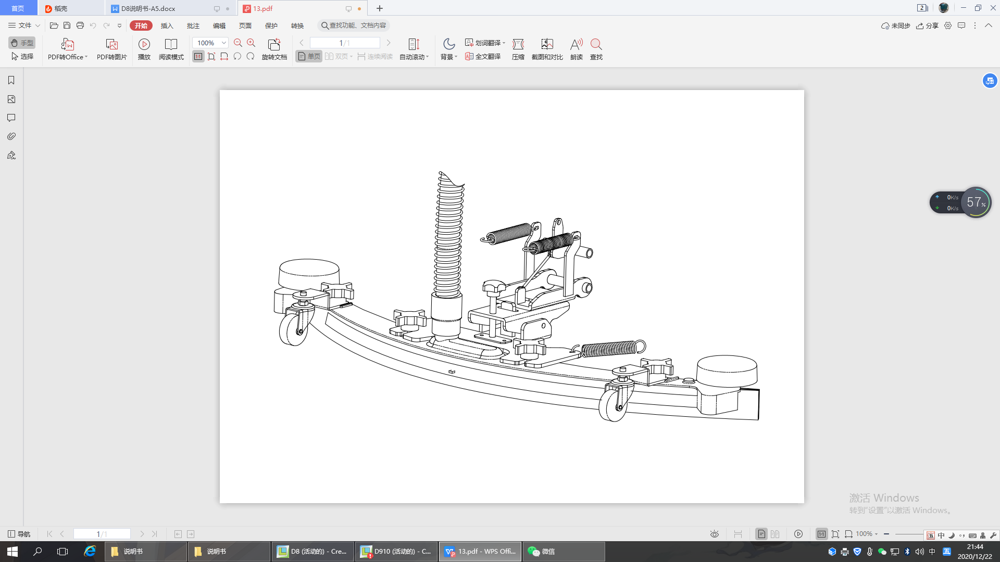 首页 稻壳 D8说明书-A5.docx 13.pdf 2
文件 开始 插入 批注 编辑 页面 保护 转换 查找功能、文档内容 未同步 分享
手型 选择 PDF转Office PDF转图片 播放 阅读模式 100% 旋转文档 1/1 单页 双页 连续阅读 自动滚动 背景 划词翻译 全文翻译 压缩 截图和对比 朗读 查找
0K/s
0K/s
57%
激活 Windows
转到"设置"以激活 Windows。
导航 1/1 100% 中
说明书 说明书 D8 (活动的) - Cre... D910 (活动的) - C... 13.pdf - WPS Offi... 微信 中 五
21:44
2020/12/22